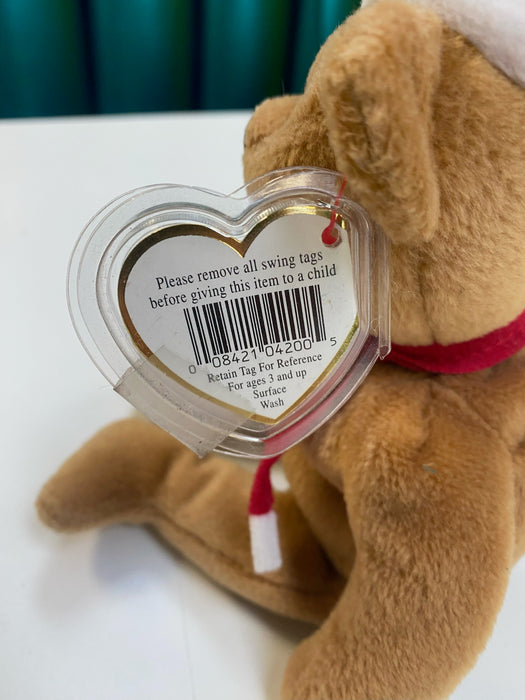 Please remove all swing tags
before giving this item to a child
0 08421 04200 5
Retain Tag For Reference
For ages 3 and up
Surface
Wash